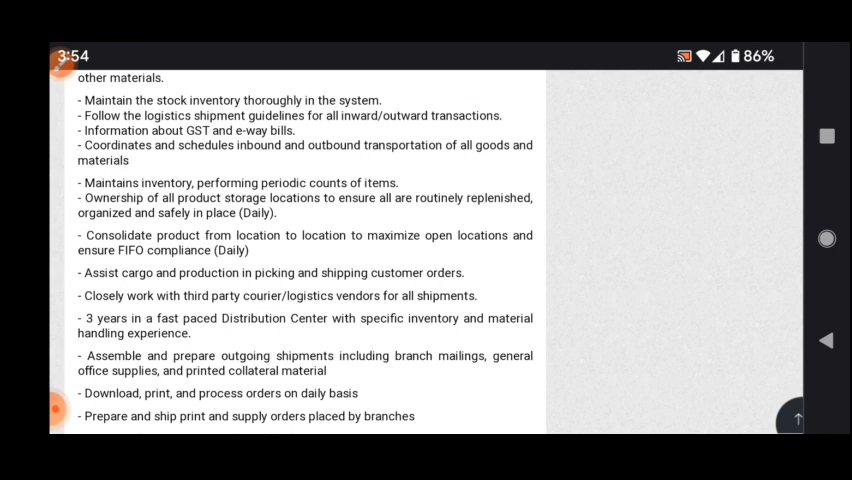 3:54
86%
other materials.
- Maintain the stock inventory thoroughly in the system.
- Follow the logistics shipment guidelines for all inward/outward transactions.
- Information about GST and e-way bills.
- Coordinates and schedules inbound and outbound transportation of all goods and
materials
- Maintains inventory, performing periodic counts of items.
- Ownership of all product storage locations to ensure all are routinely replenished,
organized and safely in place (Daily).
- Consolidate product from location to location to maximize open locations and
ensure FIFO compliance (Daily)
- Assist cargo and production in picking and shipping customer orders.
- Closely work with third party courier/logistics vendors for all shipments.
- 3 years in a fast paced Distribution Center with specific inventory and material
handling experience.
- Assemble and prepare outgoing shipments including branch mailings, general
office supplies, and printed collateral material
- Download, print, and process orders on daily basis
- Prepare and ship print and supply orders placed by branches